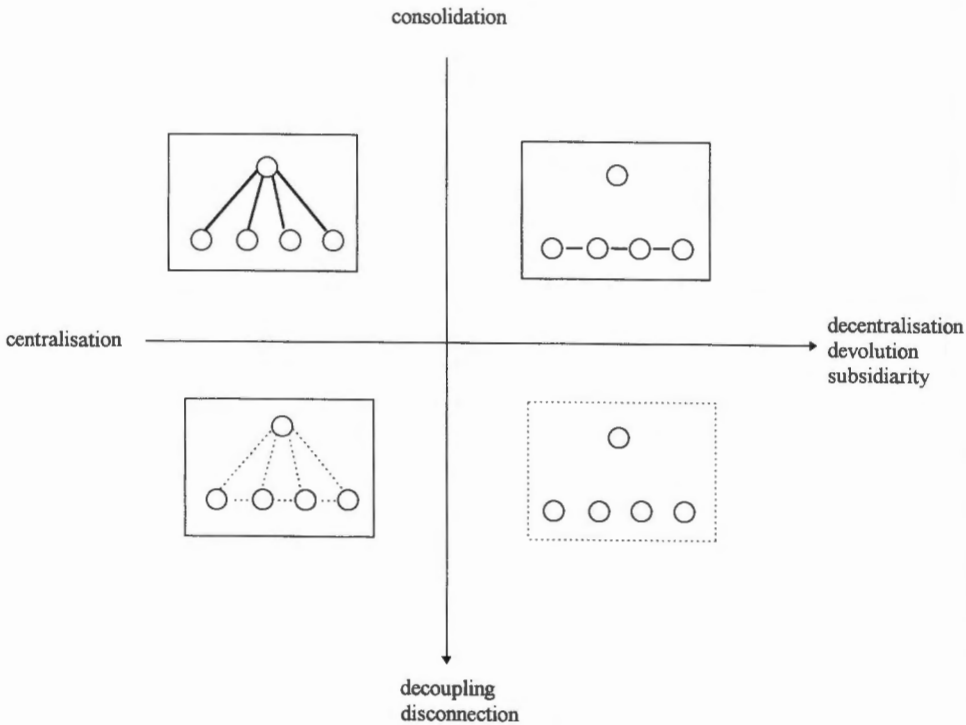 consolidation
centralisation
decentralisation
devolution
subsidiarity
decoupling
disconnection